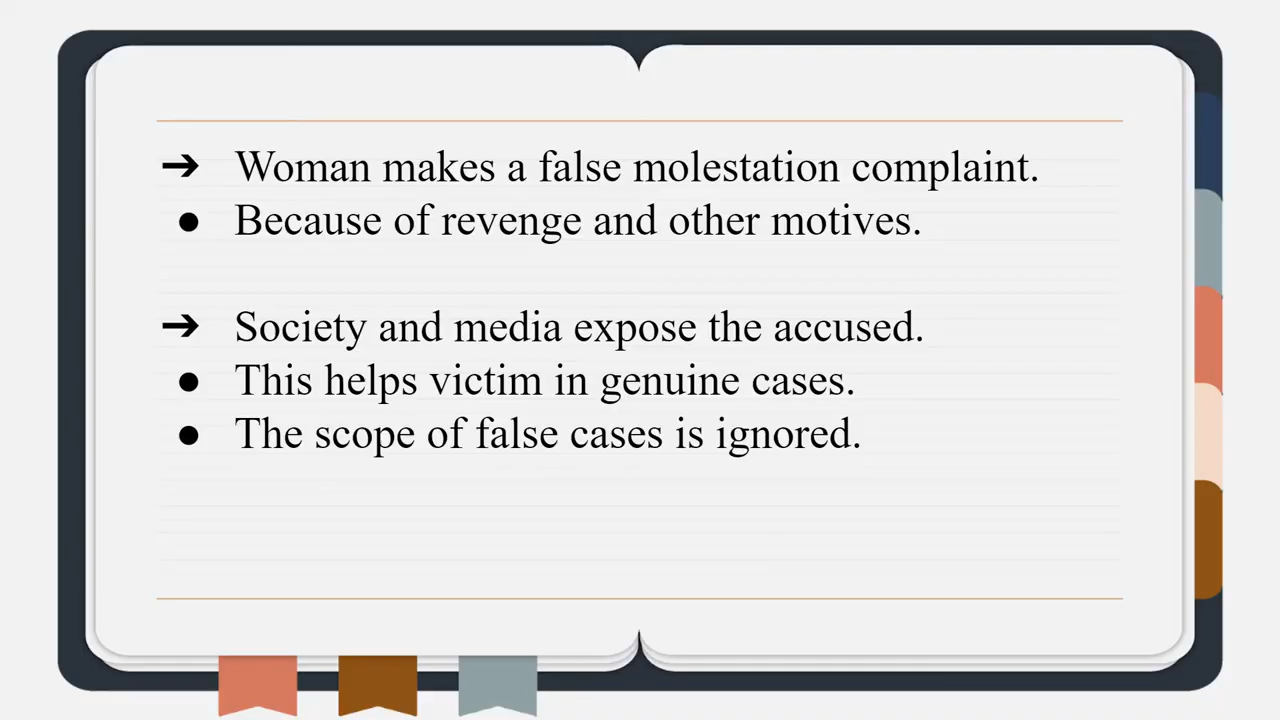 ➔ Woman makes a false molestation complaint.
● Because of revenge and other motives.
➔ Society and media expose the accused.
● This helps victim in genuine cases.
● The scope of false cases is ignored.